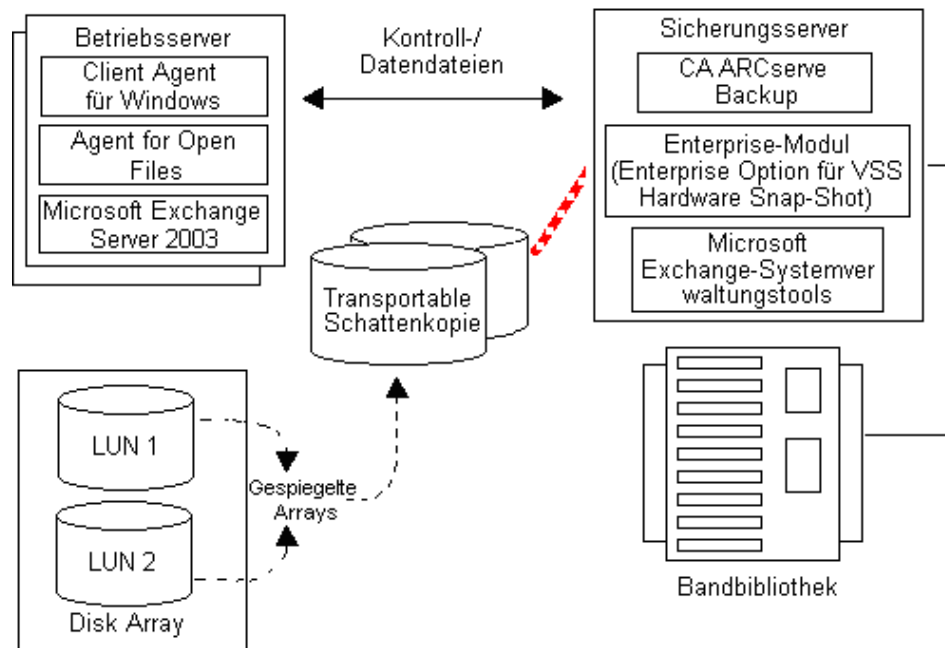 Betriebsserver
Client Agent
für Windows
Agent for Open
Files
Microsoft Exchange
Server 2003
Kontroll-/
Datendateien
Sicherungsserver
CA ARCserve
Backup
Enterprise-Modul
(Enterprise Option für VSS
Hardware Snap-Shot)
Microsoft
Exchange-Systemver
waltungstools
Transportable
Schattenkopie
LUN 1
LUN 2
Disk Array
Gespiegelte
Arrays
Bandbibliothek